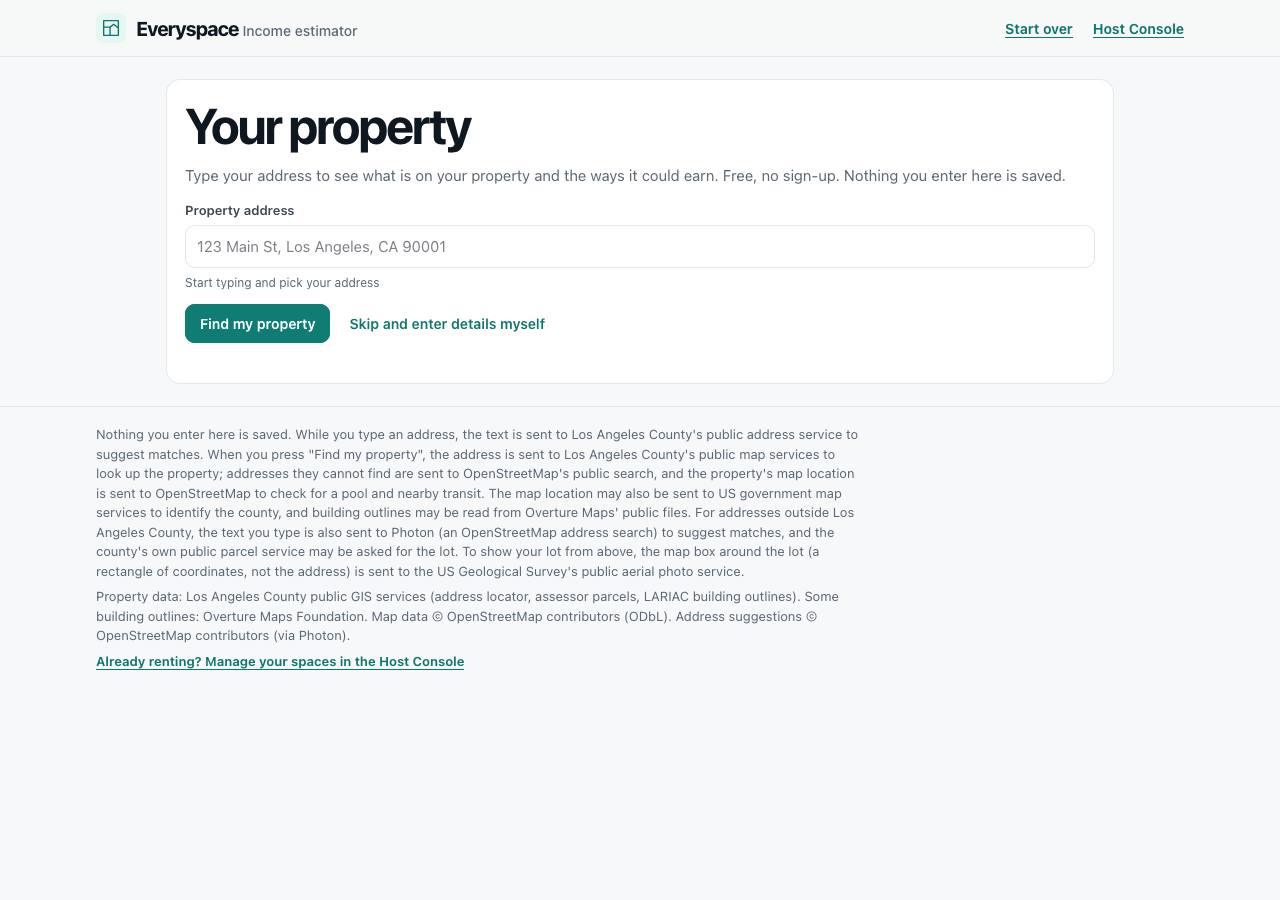 Everyspace Income estimator
Start over
Host Console
Your property
Type your address to see what is on your property and the ways it could earn. Free, no sign-up. Nothing you enter here is saved.
Property address
123 Main St, Los Angeles, CA 90001
Start typing and pick your address
Find my property
Skip and enter details myself
Nothing you enter here is saved. While you type an address, the text is sent to Los Angeles County's public address service to
suggest matches. When you press "Find my property", the address is sent to Los Angeles County's public map services to
look up the property; addresses they cannot find are sent to OpenStreetMap's public search, and the property's map location
is sent to OpenStreetMap to check for a pool and nearby transit. The map location may also be sent to US government map
services to identify the county, and building outlines may be read from Overture Maps' public files. For addresses outside Los
Angeles County, the text you type is also sent to Photon (an OpenStreetMap address search) to suggest matches, and the
county's own public parcel service may be asked for the lot. To show your lot from above, the map box around the lot (a
rectangle of coordinates, not the address) is sent to the US Geological Survey's public aerial photo service.
Property data: Los Angeles County public GIS services (address locator, assessor parcels, LARIAC building outlines). Some
building outlines: Overture Maps Foundation. Map data © OpenStreetMap contributors (ODbL). Address suggestions ©
OpenStreetMap contributors (via Photon).
Already renting? Manage your spaces in the Host Console